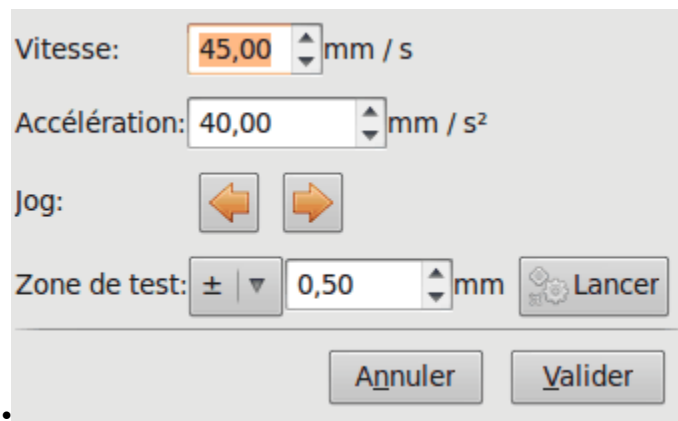 Vitesse: 45,00 mm / s
Accélération: 40,00 mm / s²
Jog:
Zone de test: ± 0,50 mm Lancer
Annuler Valider